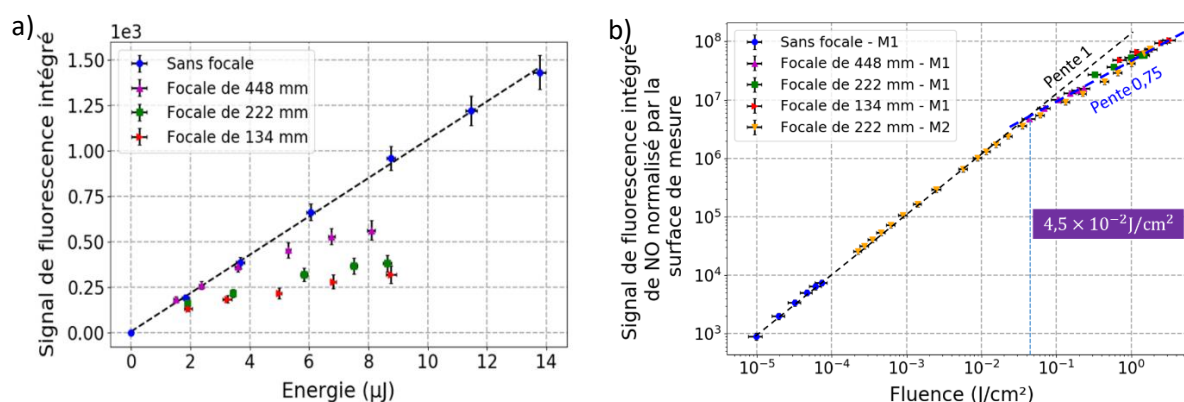 a)
1e3
Signal de fluorescence intégré
1.50
1.25
1.00
0.75
0.50
0.25
0.00
Sans focale
Focale de 448 mm
Focale de 222 mm
Focale de 134 mm
0 2 4 6 8 10 12 14
Energie (µJ)
b)
Signal de fluorescence intégré
de NO normalisé par la
surface de mesure
10⁸
10⁷
10⁶
10⁵
10⁴
10³
Sans focale - M1
Focale de 448 mm - M1
Focale de 222 mm - M1
Focale de 134 mm - M1
Focale de 222 mm - M2
Pente 1
Pente 0,75
4,5 × 10⁻²J/cm²
10⁻⁵ 10⁻⁴ 10⁻³ 10⁻² 10⁻¹ 10⁰
Fluence (J/cm²)